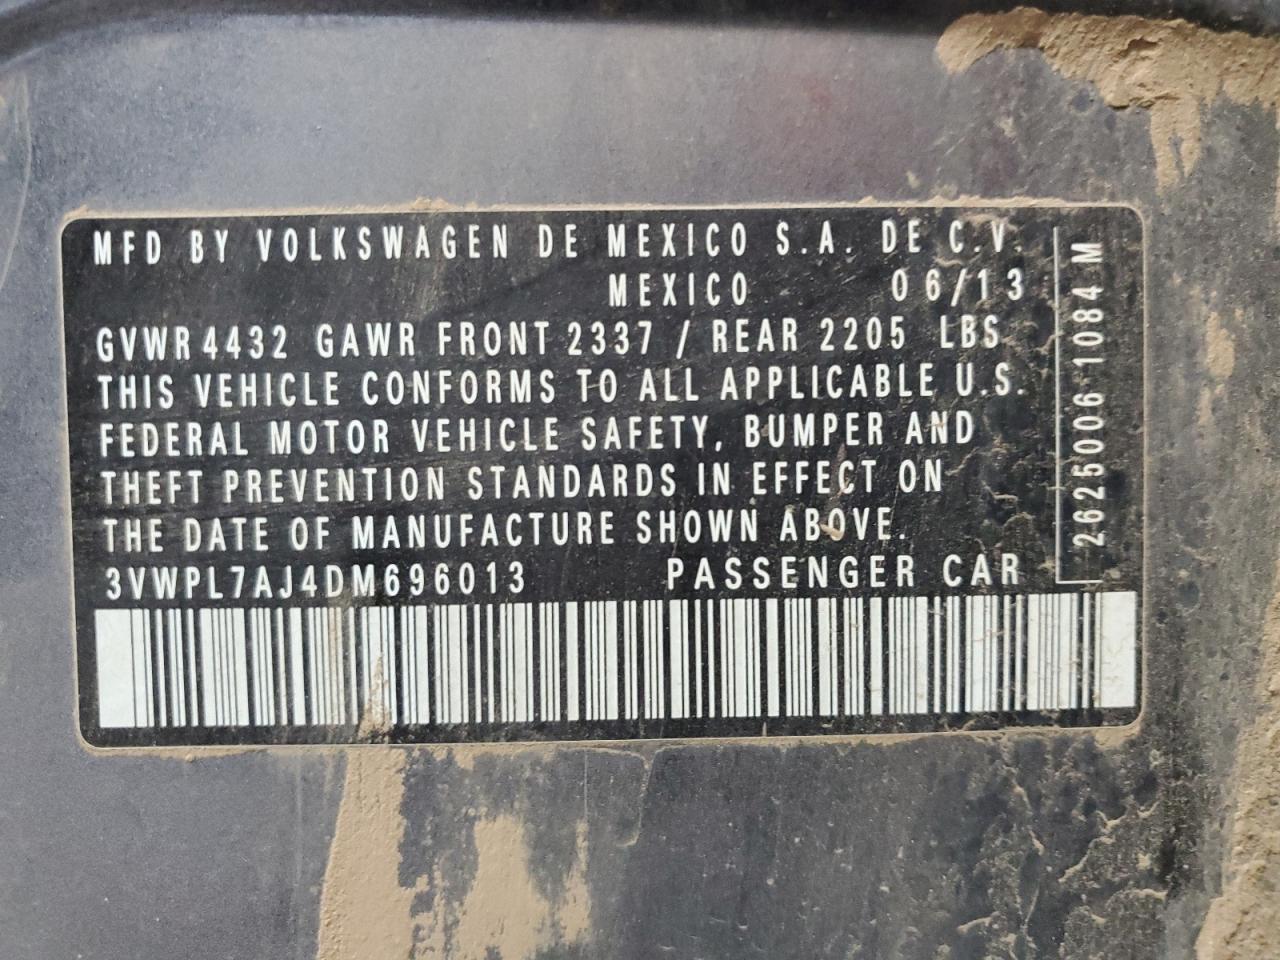 MFD BY VOLKSWAGEN DE MEXICO S.A. DE C.V.
MEXICO 06/13
GVWR 4432 GAWR FRONT 2337 / REAR 2205 LBS
THIS VEHICLE CONFORMS TO ALL APPLICABLE U.S.
FEDERAL MOTOR VEHICLE SAFETY, BUMPER AND
THEFT PREVENTION STANDARDS IN EFFECT ON
THE DATE OF MANUFACTURE SHOWN ABOVE.
3VWPL7AJ4DM696013 PASSENGER CAR
2625006 1084 M